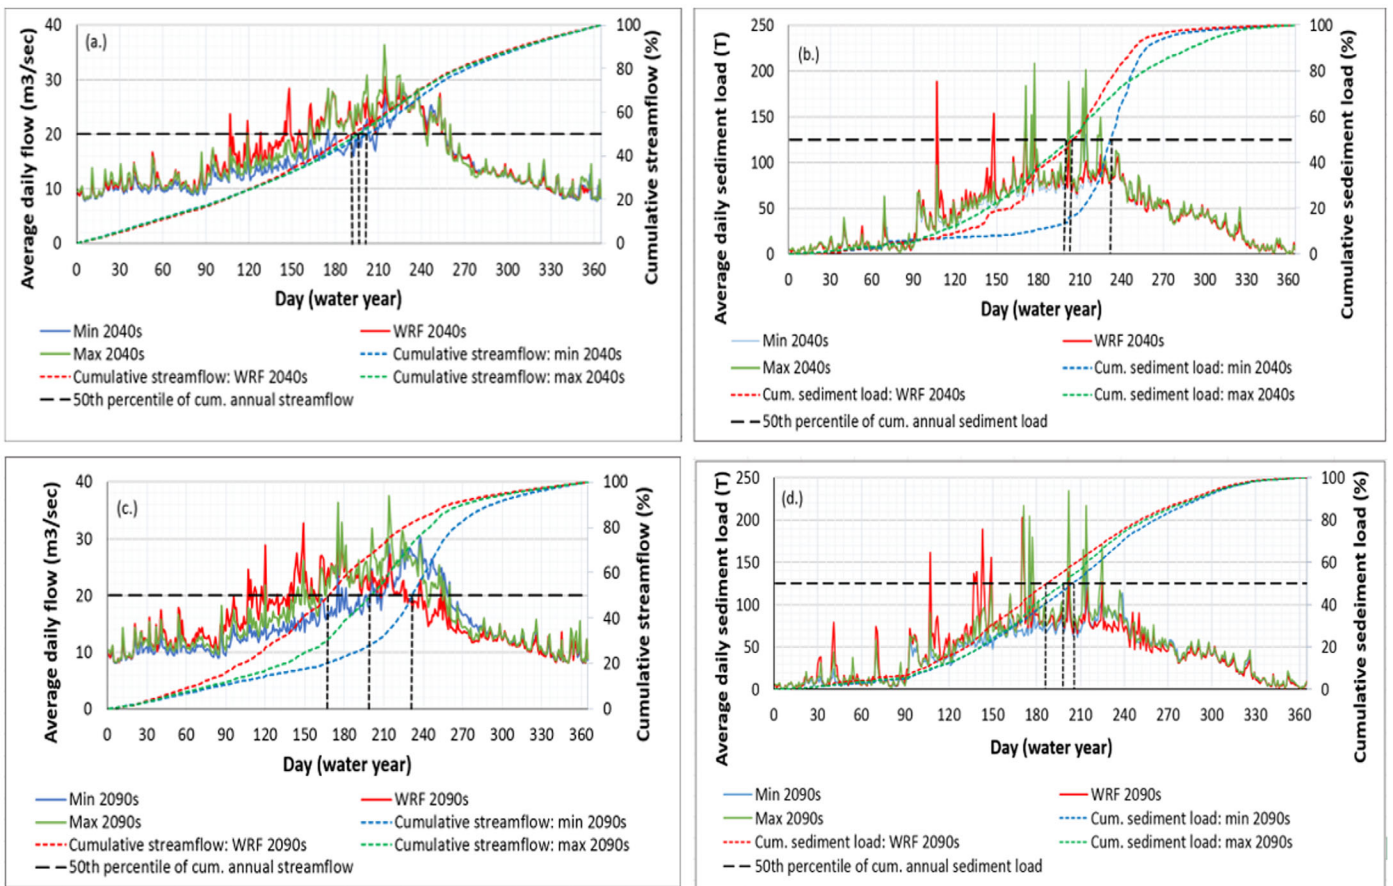 (a.)
Average daily flow (m3/sec)
40
30
20
10
0
100
80
60
40
20
0
Cumulative streamflow (%)
0 30 60 90 120 150 180 210 240 270 300 330 360
Day (water year)
Min 2040s WRF 2040s
Max 2040s Cumulative streamflow: min 2040s
Cumulative streamflow: WRF 2040s Cumulative streamflow: max 2040s
50th percentile of cum. annual streamflow
(b.)
Average daily sediment load (T)
250
200
150
100
50
0
100
80
60
40
20
0
Cumulative sediment load (%)
0 30 60 90 120 150 180 210 240 270 300 330 360
Day (water year)
Min 2040s WRF 2040s
Max 2040s Cum. sediment load: min 2040s
Cum. sediment load: WRF 2040s Cum. sediment load: max 2040s
50th percentile of cum. annual sediment load
(c.)
Average daily flow (m3/sec)
40
30
20
10
0
100
80
60
40
20
0
Cumulative streamflow (%)
0 30 60 90 120 150 180 210 240 270 300 330 360
Day (water year)
Min 2090s WRF 2090s
Max 2090s Cumulative streamflow: min 2090s
Cumulative streamflow: WRF 2090s Cumulative streamflow: max 2090s
50th percentile of cum. annual streamflow
(d.)
Average daily sediment load (T)
250
200
150
100
50
0
100
80
60
40
20
0
Cumulative sedeiment load (%)
0 30 60 90 120 150 180 210 240 270 300 330 360
Day (water year)
Min 2090s WRF 2090s
Max 2090s Cum. sediment load: min 2090s
Cum. sediment load: WRF 2090s Cum. sediment load: max 2090s
50th percentile of cum. annual sediment load